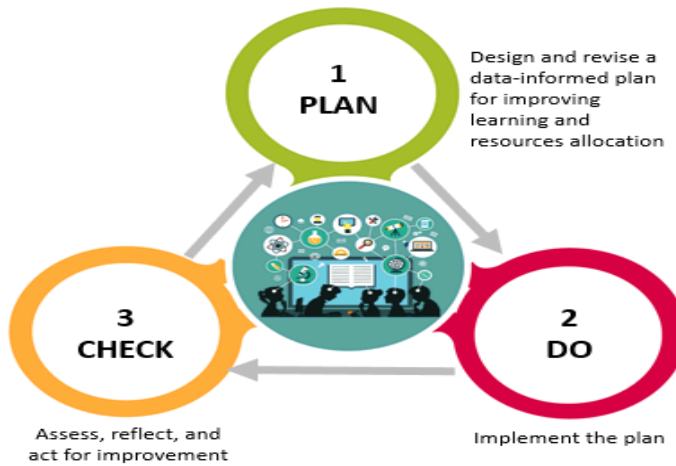 1
PLAN
Design and revise a
data-informed plan
for improving
learning and
resources allocation
2
DO
Implement the plan
3
CHECK
Assess, reflect, and
act for improvement